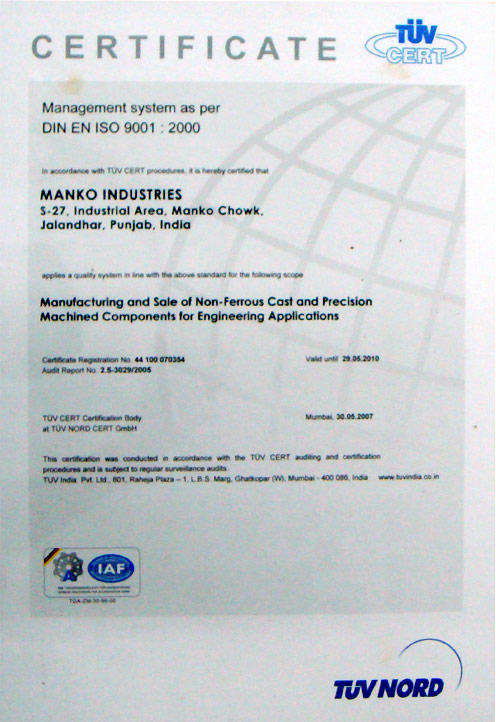 CERTIFICATE
TÜV
CERT
Management system as per
DIN EN ISO 9001 : 2000
In accordance with TÜV CERT procedures, it is hereby certified that
MANKO INDUSTRIES
S-27, Industrial Area, Manko Chowk,
Jalandhar, Punjab, India
applies a quality system in line with the above standard for the following scope
Manufacturing and Sale of Non-Ferrous Cast and Precision
Machined Components for Engineering Applications
Certificate Registration No. 44 100 070354
Valid until 29.05.2010
Audit Report No. 2.5-3029/2005
TÜV CERT Certification Body
Mumbai, 30.05.2007
at TÜV NORD CERT GmbH
This certification was conducted in accordance with the TÜV CERT auditing and certification
procedures and is subject to regular surveillance audits.
TUV India Pvt. Ltd., 801, Raheja Plaza – 1, L.B.S. Marg, Ghatkopar (W), Mumbai - 400 086, India www.tuvindia.co.in
IAF
TGA-ZM-30-96-00
TÜV NORD